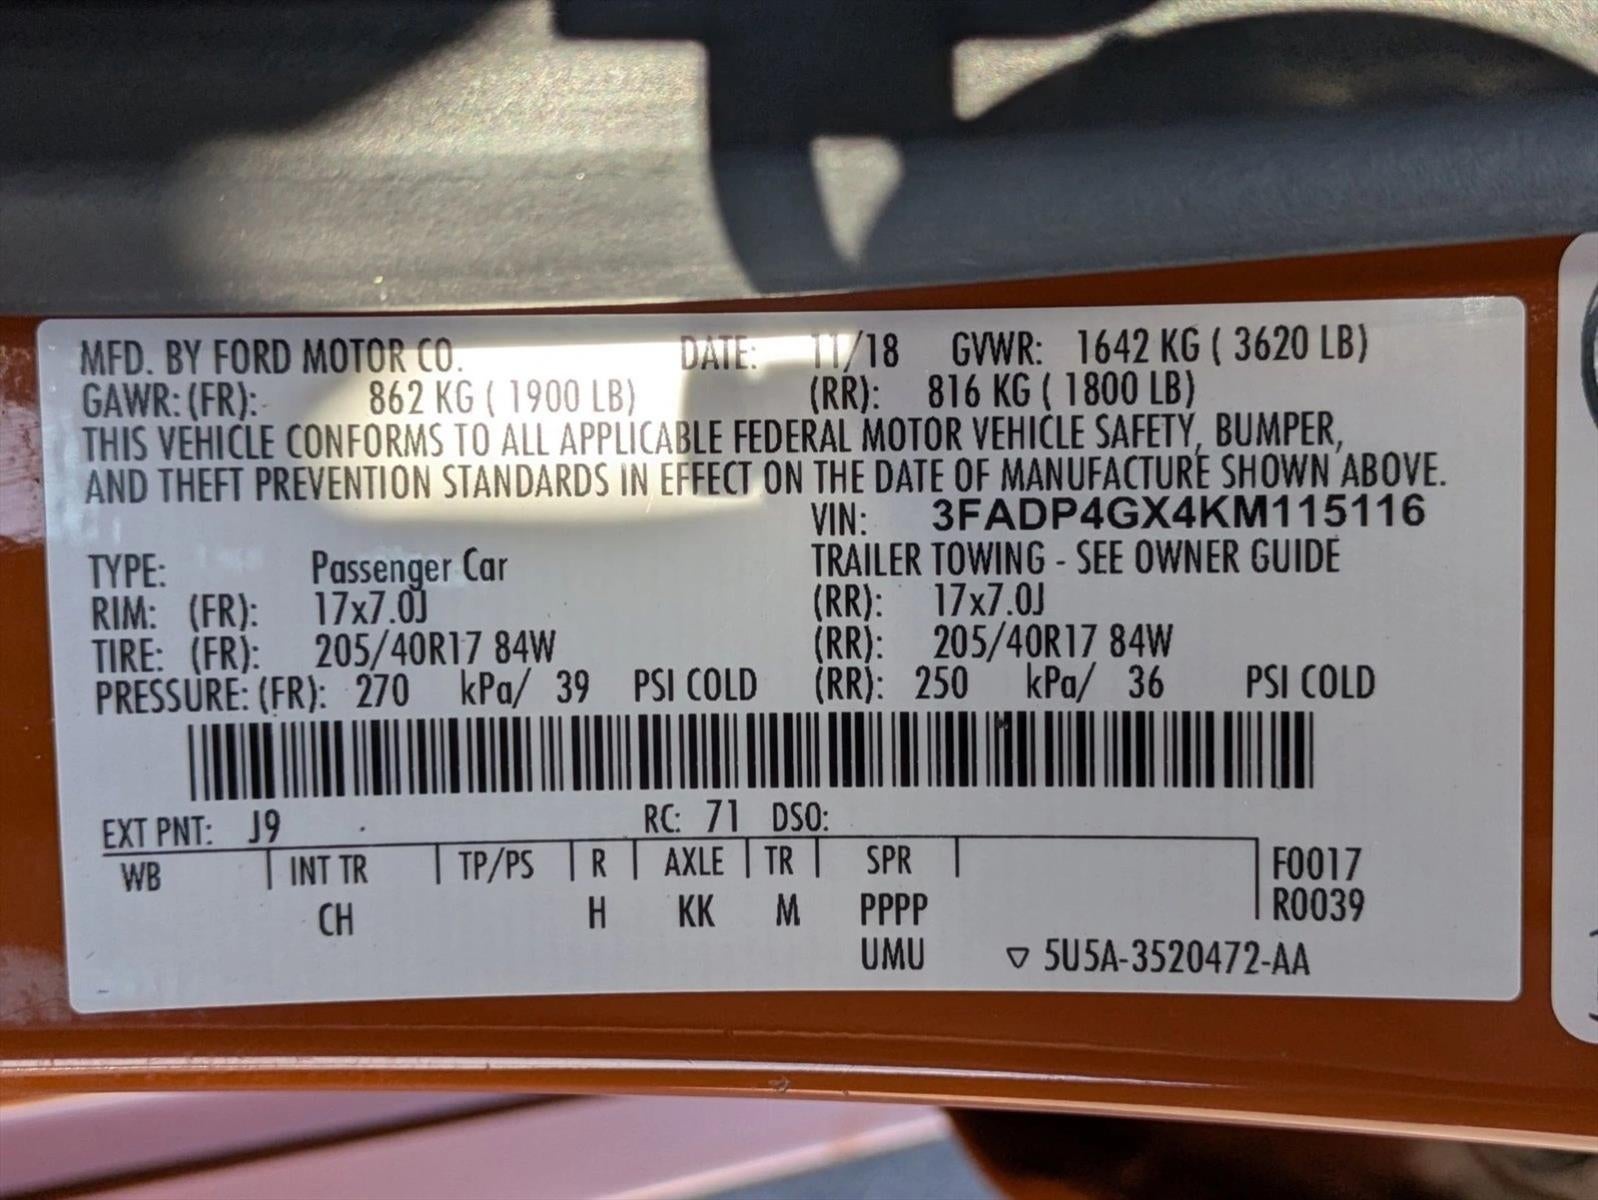 MFD. BY FORD MOTOR CO. DATE: 11/18 GVWR: 1642 KG ( 3620 LB)
GAWR: (FR): 862 KG ( 1900 LB) (RR): 816 KG ( 1800 LB)
THIS VEHICLE CONFORMS TO ALL APPLICABLE FEDERAL MOTOR VEHICLE SAFETY, BUMPER,
AND THEFT PREVENTION STANDARDS IN EFFECT ON THE DATE OF MANUFACTURE SHOWN ABOVE.
VIN: 3FADP4GX4KM115116
TYPE: Passenger Car TRAILER TOWING - SEE OWNER GUIDE
RIM: (FR): 17x7.0J (RR): 17x7.0J
TIRE: (FR): 205/40R17 84W (RR): 205/40R17 84W
PRESSURE: (FR): 270 kPa/ 39 PSI COLD (RR): 250 kPa/ 36 PSI COLD
EXT PNT: J9 RC: 71 DSO:
WB | INT TR | TP/PS | R | AXLE | TR | SPR | F0017
CH H KK M PPPP R0039
UMU ▽ 5U5A-3520472-AA